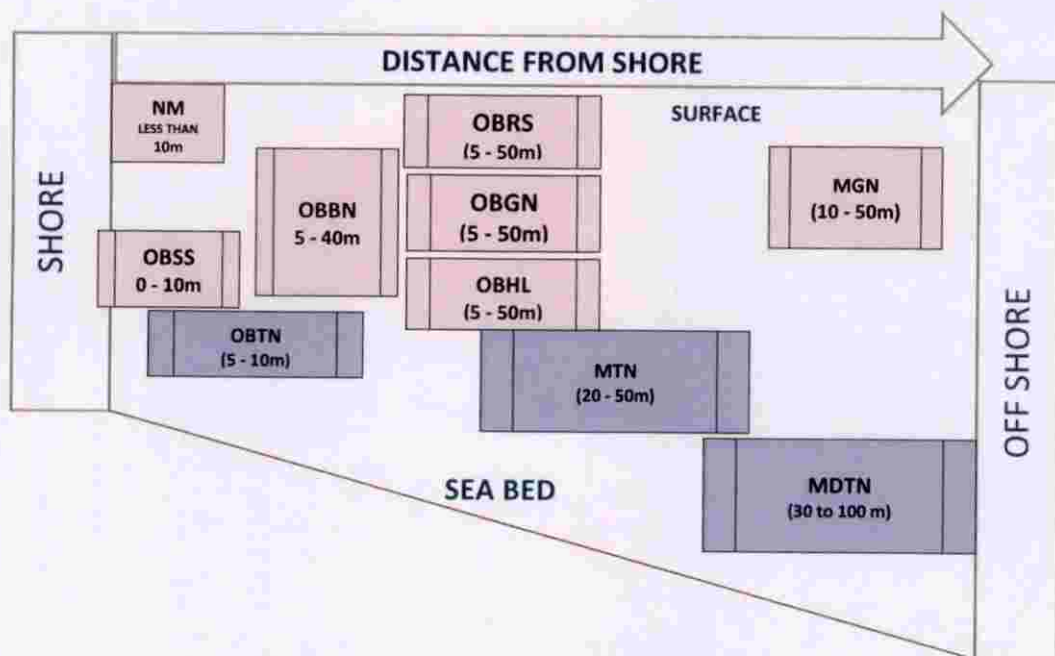 DISTANCE FROM SHORE
SHORE
SURFACE
NM
LESS THAN
10m
OBRS
(5 - 50m)
OBBN
5 - 40m
OBGN
(5 - 50m)
MGN
(10 - 50m)
OBSS
0 - 10m
OBHL
(5 - 50m)
OBTN
(5 - 10m)
MTN
(20 - 50m)
OFF SHORE
SEA BED
MDTN
(30 to 100 m)